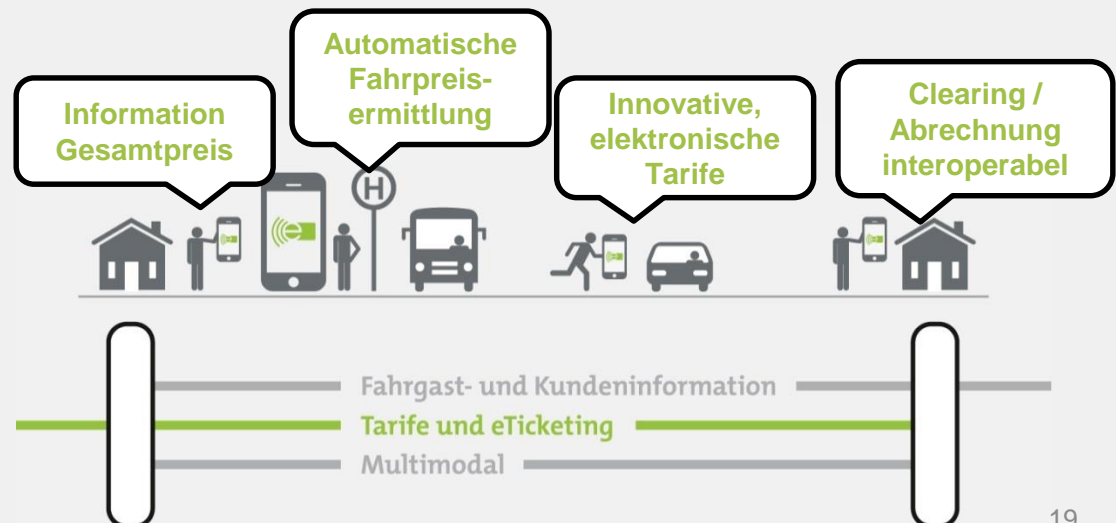 Information
Gesamtpreis
Automatische
Fahrpreis-
ermittlung
Innovative,
elektronische
Tarife
Clearing /
Abrechnung
interoperabel
H
Fahrgast- und Kundeninformation
Tarife und eTicketing
Multimodal
19